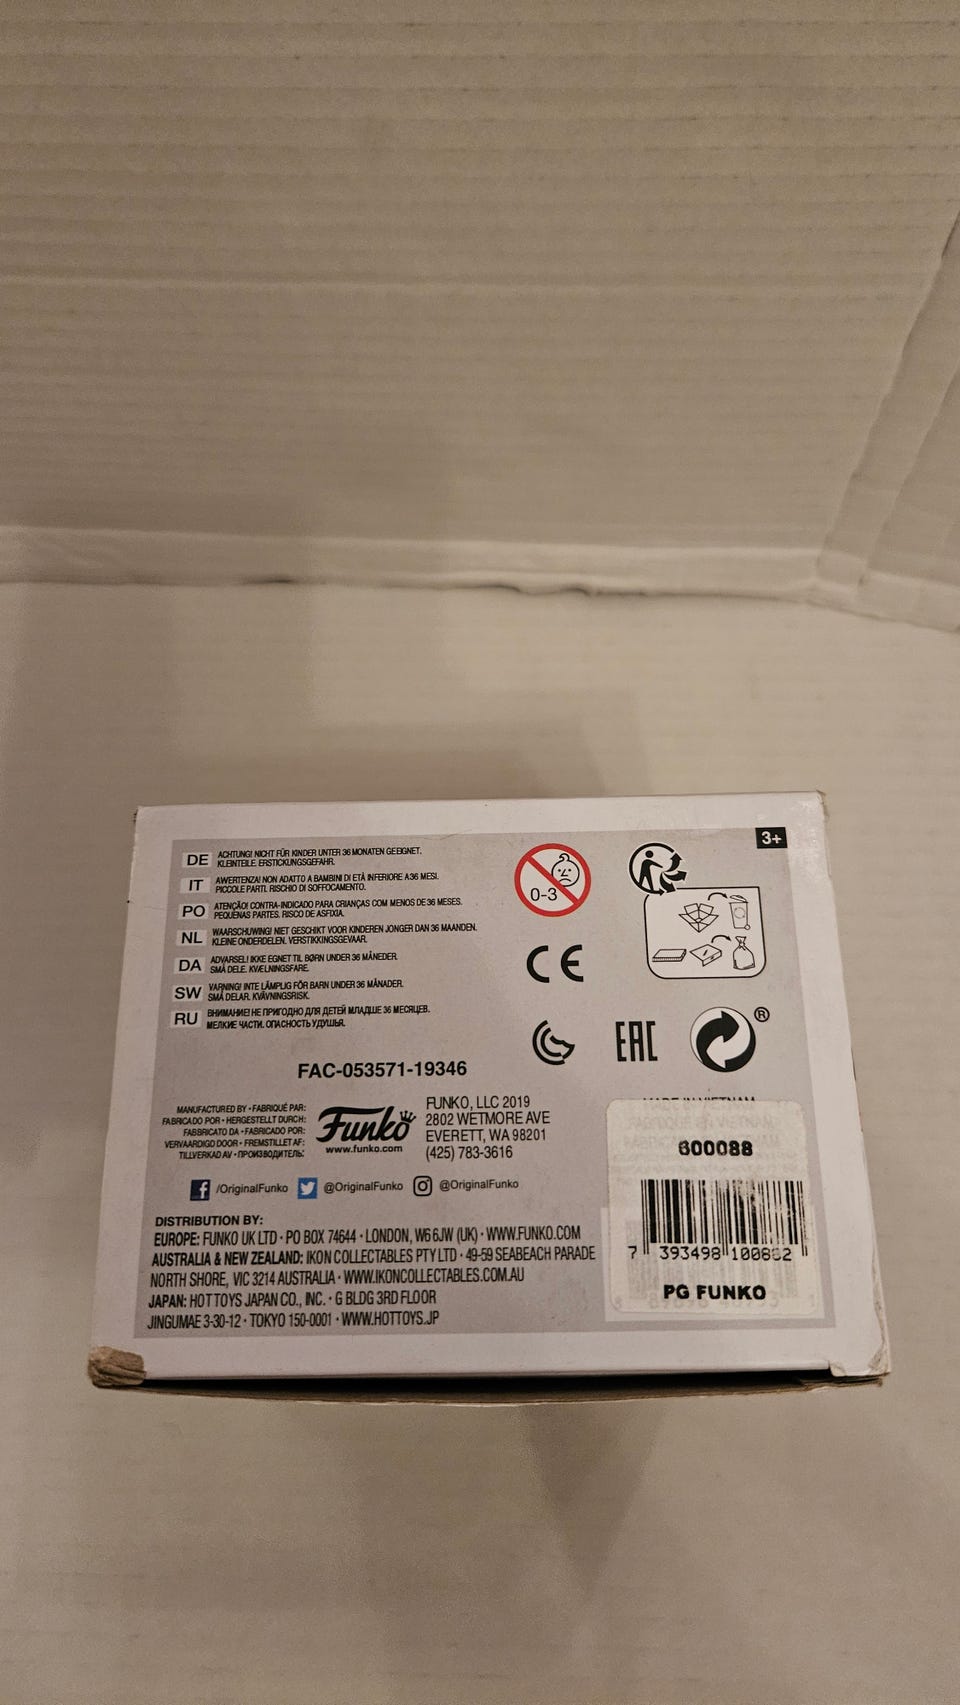 3+
DE ACHTUNG! NICHT FÜR KINDER UNTER 36 MONATEN GEEIGNET.
KLEINTEILE. ERSTICKUNGSGEFAHR.
IT AVVERTENZA! NON ADATTO A BAMBINI DI ETÀ INFERIORE A 36 MESI.
PICCOLE PARTI. RISCHIO DI SOFFOCAMENTO.
PO ATENÇÃO! CONTRA-INDICADO PARA CRIANÇAS COM MENOS DE 36 MESES.
PEQUENAS PARTES. RISCO DE ASFIXIA.
NL WAARSCHUWING! NIET GESCHIKT VOOR KINDEREN JONGER DAN 36 MAANDEN.
KLEINE ONDERDELEN. VERSTIKKINGSGEVAAR.
DA ADVARSEL! IKKE EGNET TIL BØRN UNDER 36 MÅNEDER.
SMÅ DELE. KVÆLNINGSFARE.
SW VARNING! INTE LÄMPLIG FÖR BARN UNDER 36 MÅNADER.
SMÅ DELAR. KVÄVNINGSRISK.
RU ВНИМАНИЕ! НЕ ПРИГОДНО ДЛЯ ДЕТЕЙ МЛАДШЕ 36 МЕСЯЦЕВ.
МЕЛКИЕ ЧАСТИ. ОПАСНОСТЬ УДУШЬЯ.
0-3
CE
EAC
®
FAC-053571-19346
MANUFACTURED BY • FABRIQUÉ PAR:
FABRICADO POR • HERGESTELLT DURCH:
FABBRICATO DA • FABRICADO POR:
VERVAARDIGD DOOR • FREMSTILLET AF:
TILLVERKAD AV • ПРОИЗВОДИТЕЛЬ:
Funko
www.funko.com
FUNKO, LLC 2019
2802 WETMORE AVE
EVERETT, WA 98201
(425) 783-3616
/OriginalFunko @OriginalFunko @OriginalFunko
DISTRIBUTION BY:
EUROPE: FUNKO UK LTD • PO BOX 74644 • LONDON, W6 6JW (UK) • WWW.FUNKO.COM
AUSTRALIA & NEW ZEALAND: IKON COLLECTABLES PTY LTD • 49-59 SEABEACH PARADE
NORTH SHORE, VIC 3214 AUSTRALIA • WWW.IKONCOLLECTABLES.COM.AU
JAPAN: HOT TOYS JAPAN CO., INC. • G BLDG 3RD FLOOR
JINGUMAE 3-30-12 • TOKYO 150-0001 • WWW.HOTTOYS.JP
MADE IN VIETNAM
600088
7 393498 100882
PG FUNKO